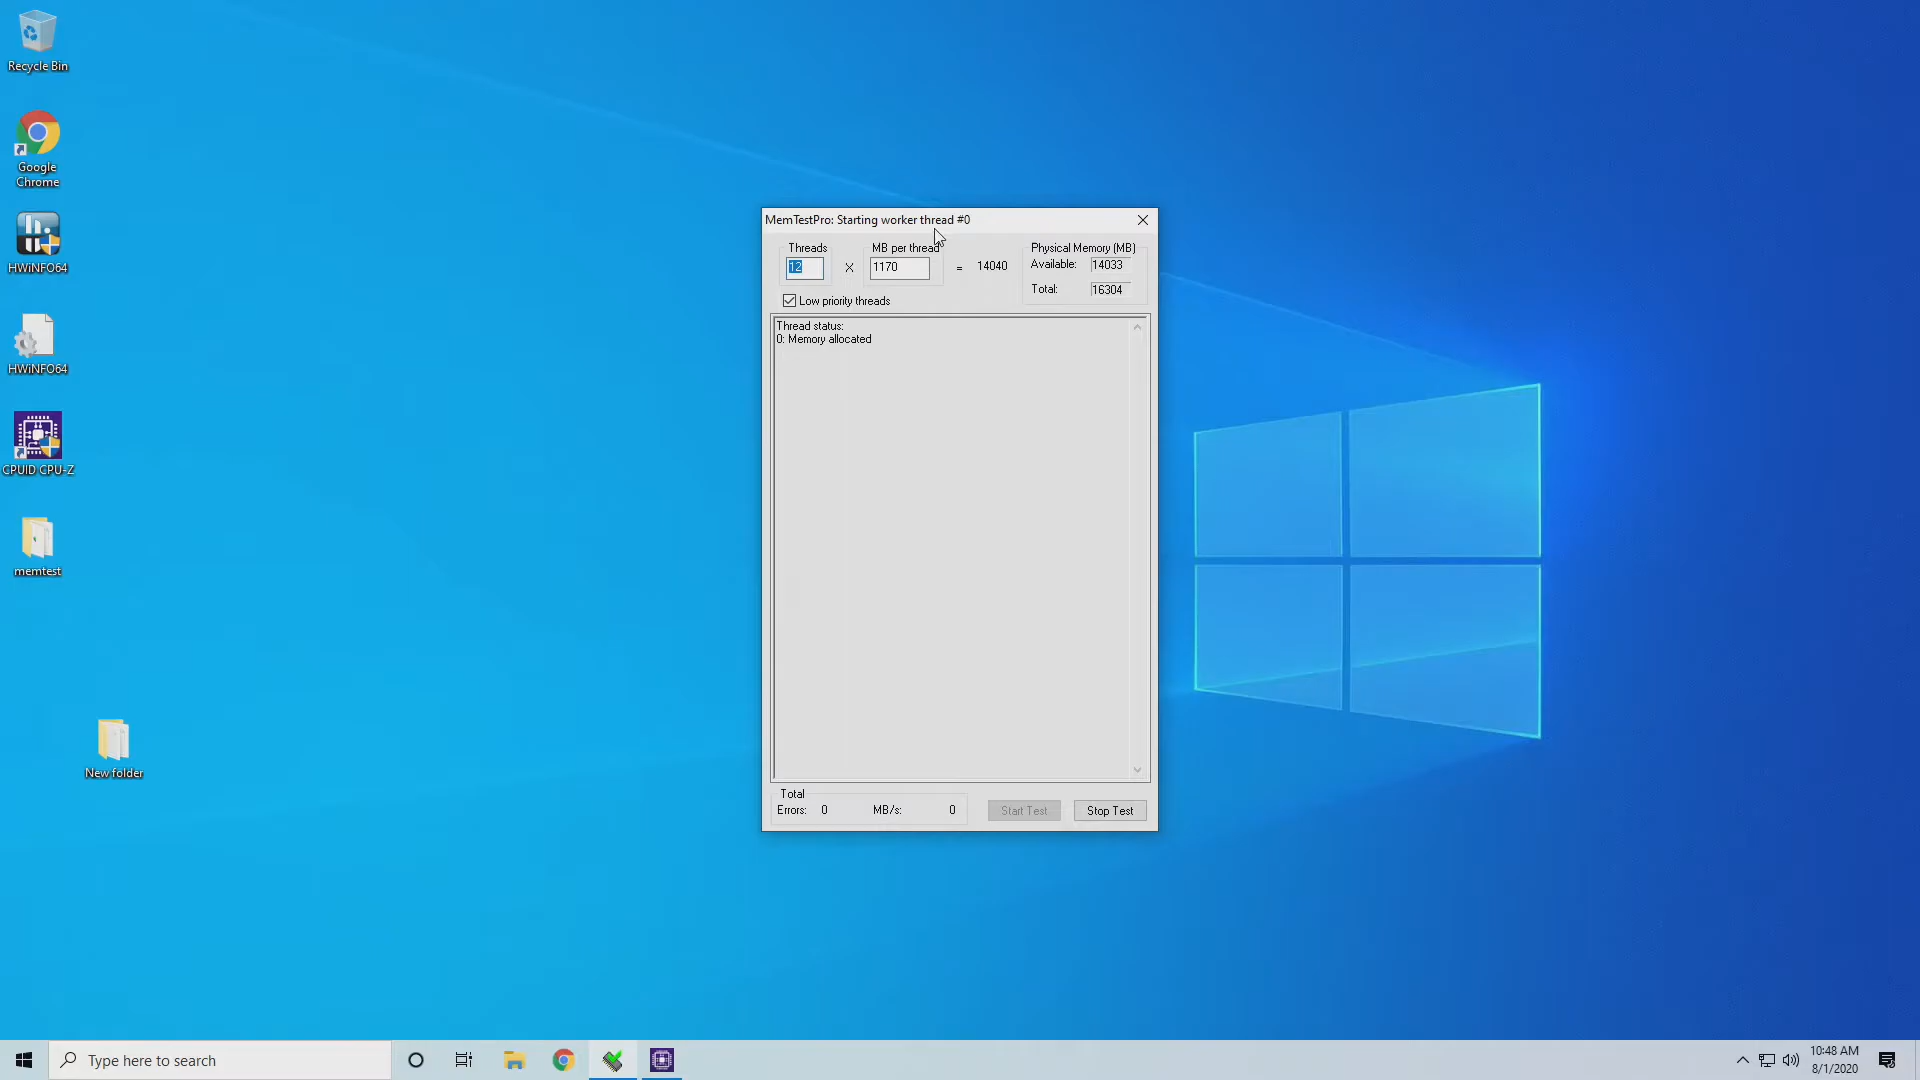 Recycle Bin
Google
Chrome
HWiNFO64
HWiNFO64
CPUID CPU-Z
memtest
New folder
MemTestPro: Starting worker thread #0
Threads
MB per thread
Physical Memory (MB)
12
X
1170
=
14040
Available:
14033
Total:
16304
Low priority threads
Thread status:
0: Memory allocated
Total
Errors:
0
MB/s:
0
Start Test
Stop Test
Type here to search
10:48 AM
8/1/2020